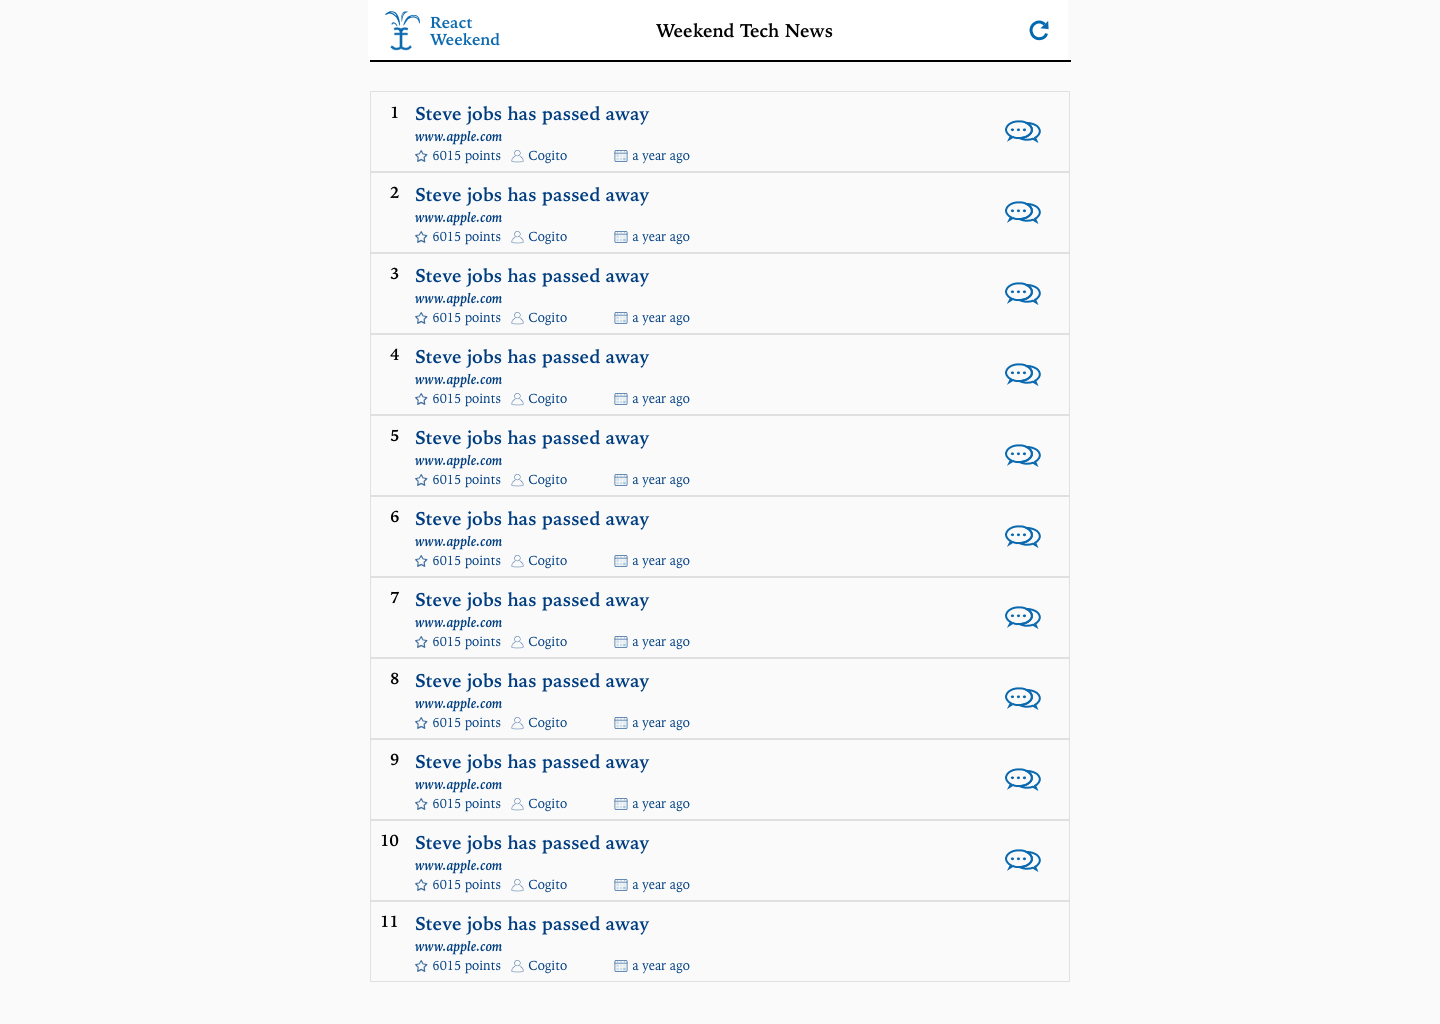 React
Weekend
Weekend Tech News
1 Steve jobs has passed away
www.apple.com
6015 points Cogito a year ago
2 Steve jobs has passed away
www.apple.com
6015 points Cogito a year ago
3 Steve jobs has passed away
www.apple.com
6015 points Cogito a year ago
4 Steve jobs has passed away
www.apple.com
6015 points Cogito a year ago
5 Steve jobs has passed away
www.apple.com
6015 points Cogito a year ago
6 Steve jobs has passed away
www.apple.com
6015 points Cogito a year ago
7 Steve jobs has passed away
www.apple.com
6015 points Cogito a year ago
8 Steve jobs has passed away
www.apple.com
6015 points Cogito a year ago
9 Steve jobs has passed away
www.apple.com
6015 points Cogito a year ago
10 Steve jobs has passed away
www.apple.com
6015 points Cogito a year ago
11 Steve jobs has passed away
www.apple.com
6015 points Cogito a year ago